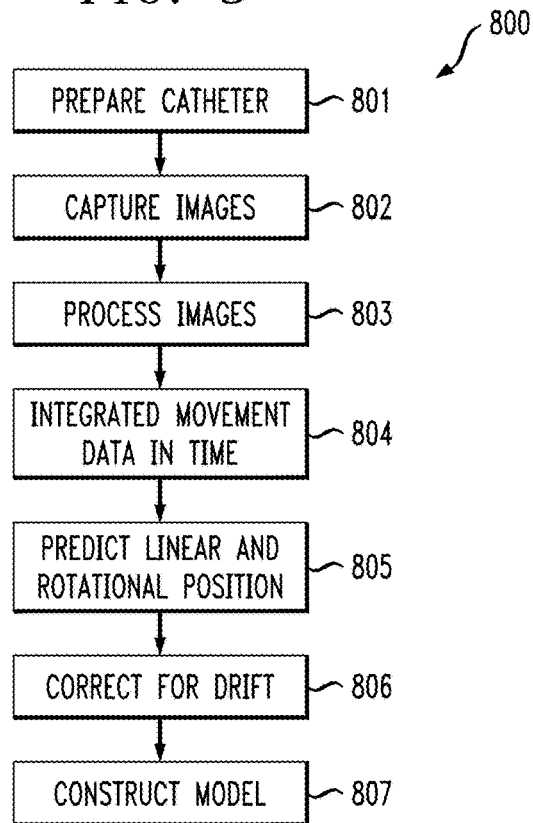 800
PREPARE CATHETER 801
CAPTURE IMAGES 802
PROCESS IMAGES 803
INTEGRATED MOVEMENT
DATA IN TIME 804
PREDICT LINEAR AND
ROTATIONAL POSITION 805
CORRECT FOR DRIFT 806
CONSTRUCT MODEL 807